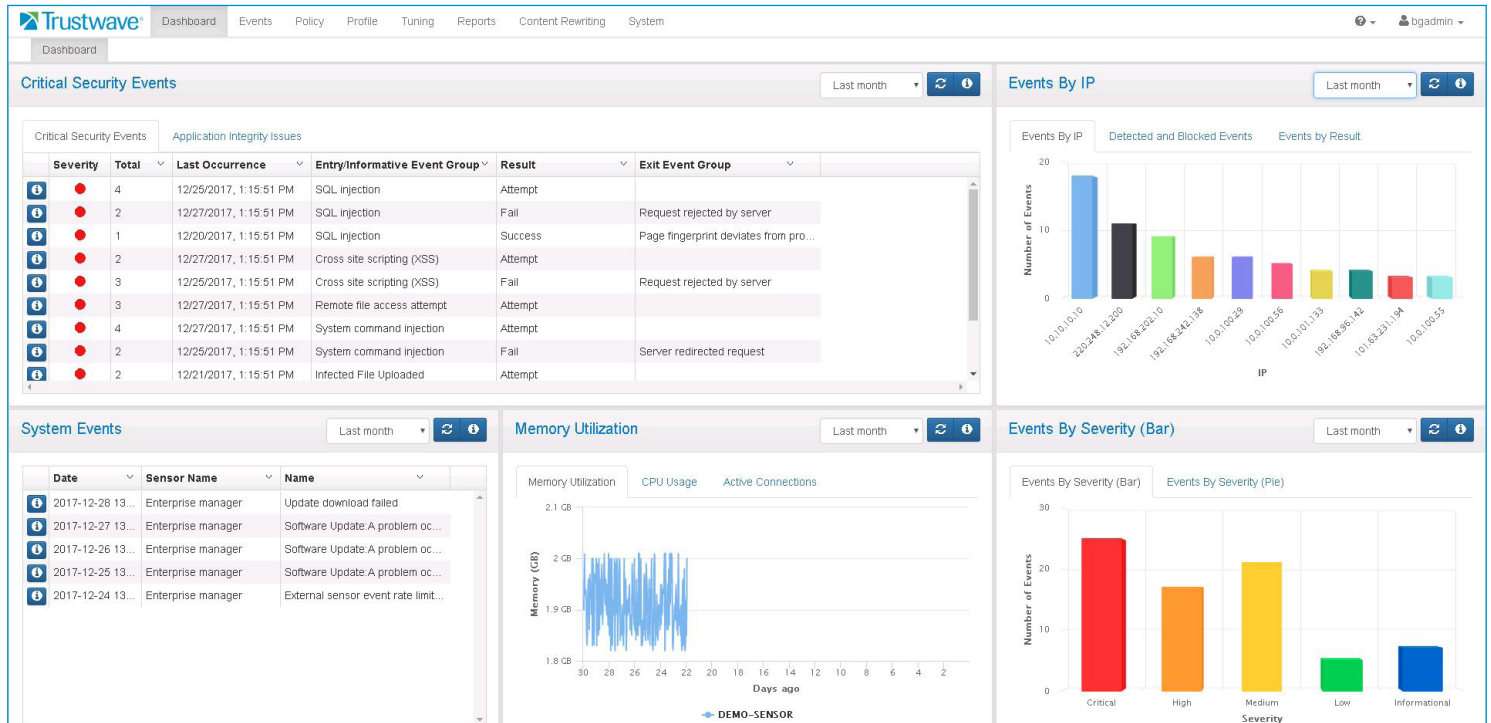 Trustwave Dashboard Events Policy Profile Tuning Reports Content Rewriting System bgadmin
Dashboard
Critical Security Events Last month
Critical Security Events Application Integrity Issues
Severity Total Last Occurrence Entry/Informative Event Group Result Exit Event Group
4 12/25/2017, 1:15:51 PM SQL injection Attempt
2 12/27/2017, 1:15:51 PM SQL injection Fail Request rejected by server
1 12/20/2017, 1:15:51 PM SQL injection Success Page fingerprint deviates from pro...
2 12/27/2017, 1:15:51 PM Cross site scripting (XSS) Attempt
3 12/25/2017, 1:15:51 PM Cross site scripting (XSS) Fail Request rejected by server
3 12/27/2017, 1:15:51 PM Remote file access attempt Attempt
4 12/27/2017, 1:15:51 PM System command injection Attempt
2 12/25/2017, 1:15:51 PM System command injection Fail Server redirected request
2 12/21/2017, 1:15:51 PM Infected File Uploaded Attempt
Events By IP Last month
Events By IP Detected and Blocked Events Events by Result
20
10
0
Number of Events
10.10.10.10 220.248.12.200 192.168.202.10 192.168.242.138 10.0.100.29 10.0.100.56 10.0.101.133 192.168.96.142 101.63.231.194 10.0.100.55
IP
System Events Last month
Date Sensor Name Name
2017-12-28 13... Enterprise manager Update download failed
2017-12-27 13... Enterprise manager Software Update:A problem oc...
2017-12-26 13... Enterprise manager Software Update:A problem oc...
2017-12-25 13... Enterprise manager Software Update:A problem oc...
2017-12-24 13... Enterprise manager External sensor event rate limit...
Memory Utilization Last month
Memory Utilization CPU Usage Active Connections
2.1 GB
2 GB
1.9 GB
1.8 GB
Memory (GB)
30 28 26 24 22 20 18 16 14 12 10 8 6 4 2
Days ago
DEMO-SENSOR
Events By Severity (Bar) Last month
Events By Severity (Bar) Events By Severity (Pie)
30
20
10
0
Number of Events
Critical High Medium Low Informational
Severity